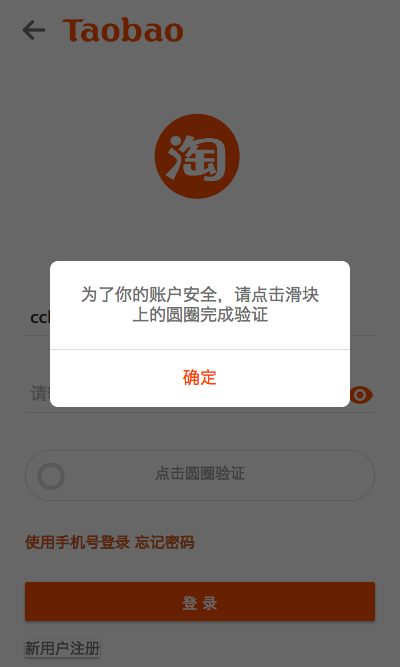 Taobao
淘
为了你的账户安全，请点击滑块
上的圆圈完成验证
确定
点击圆圈验证
使用手机号登录 忘记密码
登 录
新用户注册